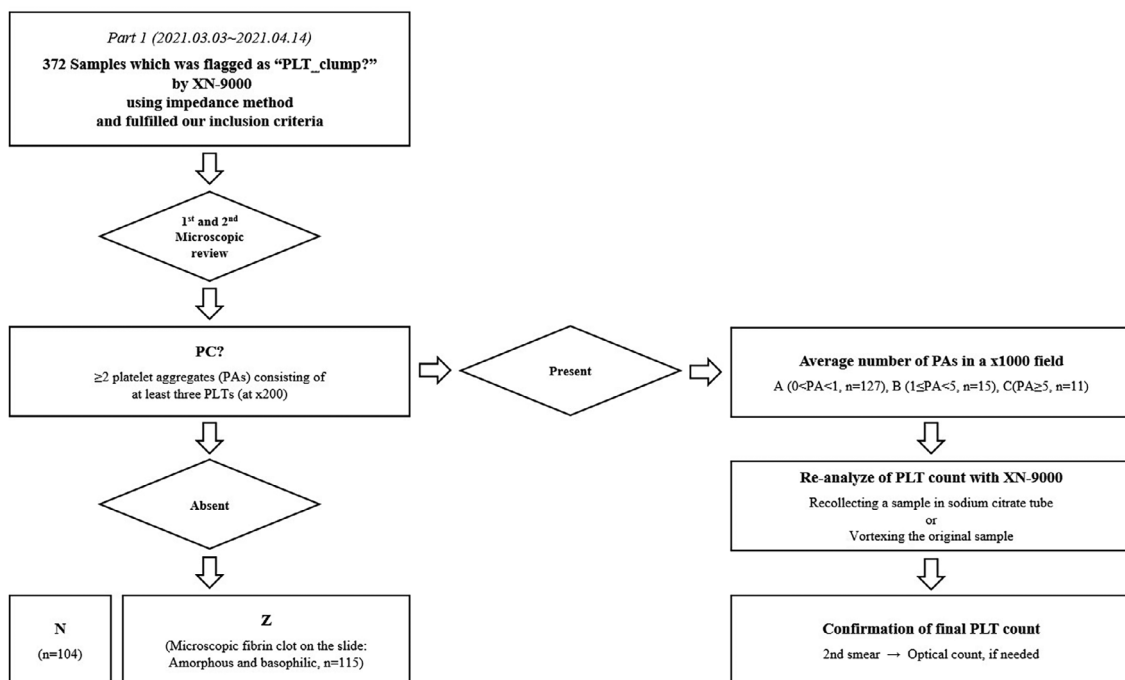 Part 1 (2021.03.03~2021.04.14)
372 Samples which was flagged as “PLT_clump?”
by XN-9000
using impedance method
and fulfilled our inclusion criteria
1st and 2nd
Microscopic
review
PC?
≥2 platelet aggregates (PAs) consisting of
at least three PLTs (at x200)
Present
Average number of PAs in a x1000 field
A (0<PA<1, n=127), B (1≤PA<5, n=15), C(PA≥5, n=11)
Absent
Re-analyze of PLT count with XN-9000
Recollecting a sample in sodium citrate tube
or
Vortexing the original sample
N
(n=104)
Z
(Microscopic fibrin clot on the slide:
Amorphous and basophilic, n=115)
Confirmation of final PLT count
2nd smear → Optical count, if needed